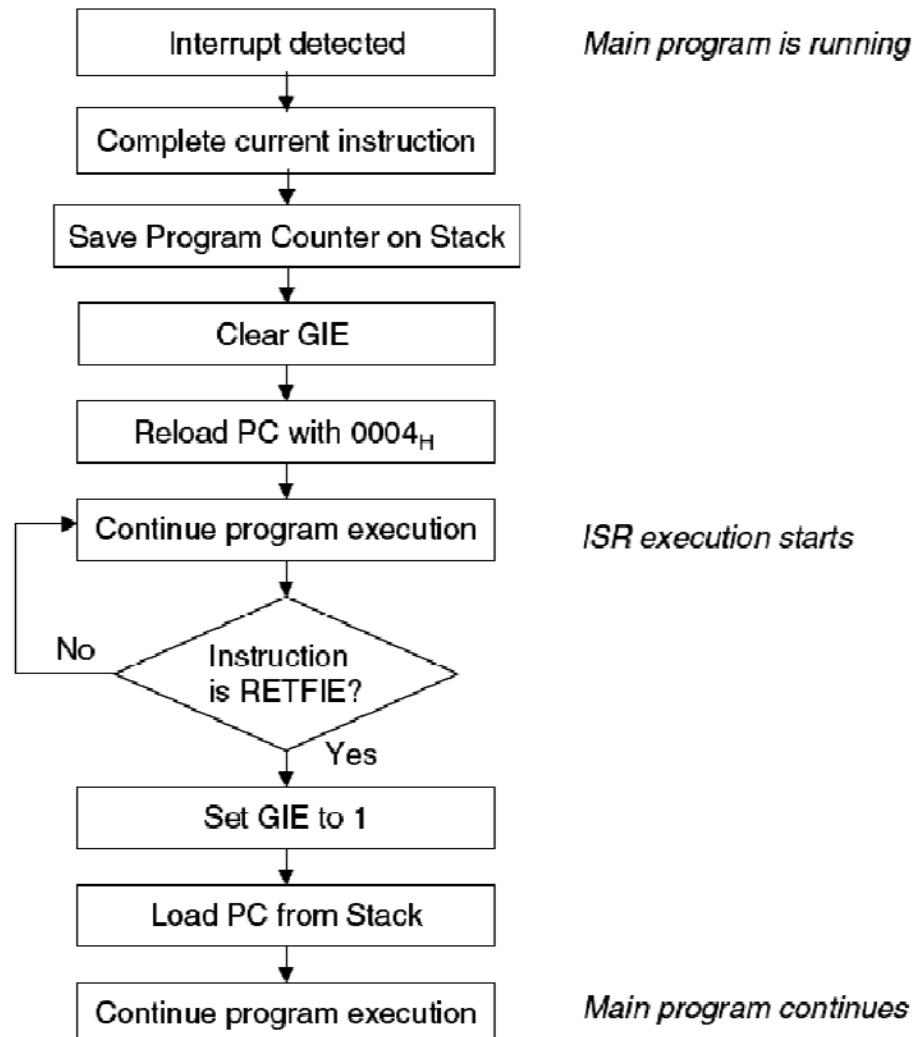 Interrupt detected
Main program is running
Complete current instruction
Save Program Counter on Stack
Clear GIE
Reload PC with 0004H
Continue program execution
ISR execution starts
No
Instruction
is RETFIE?
Yes
Set GIE to 1
Load PC from Stack
Continue program execution
Main program continues